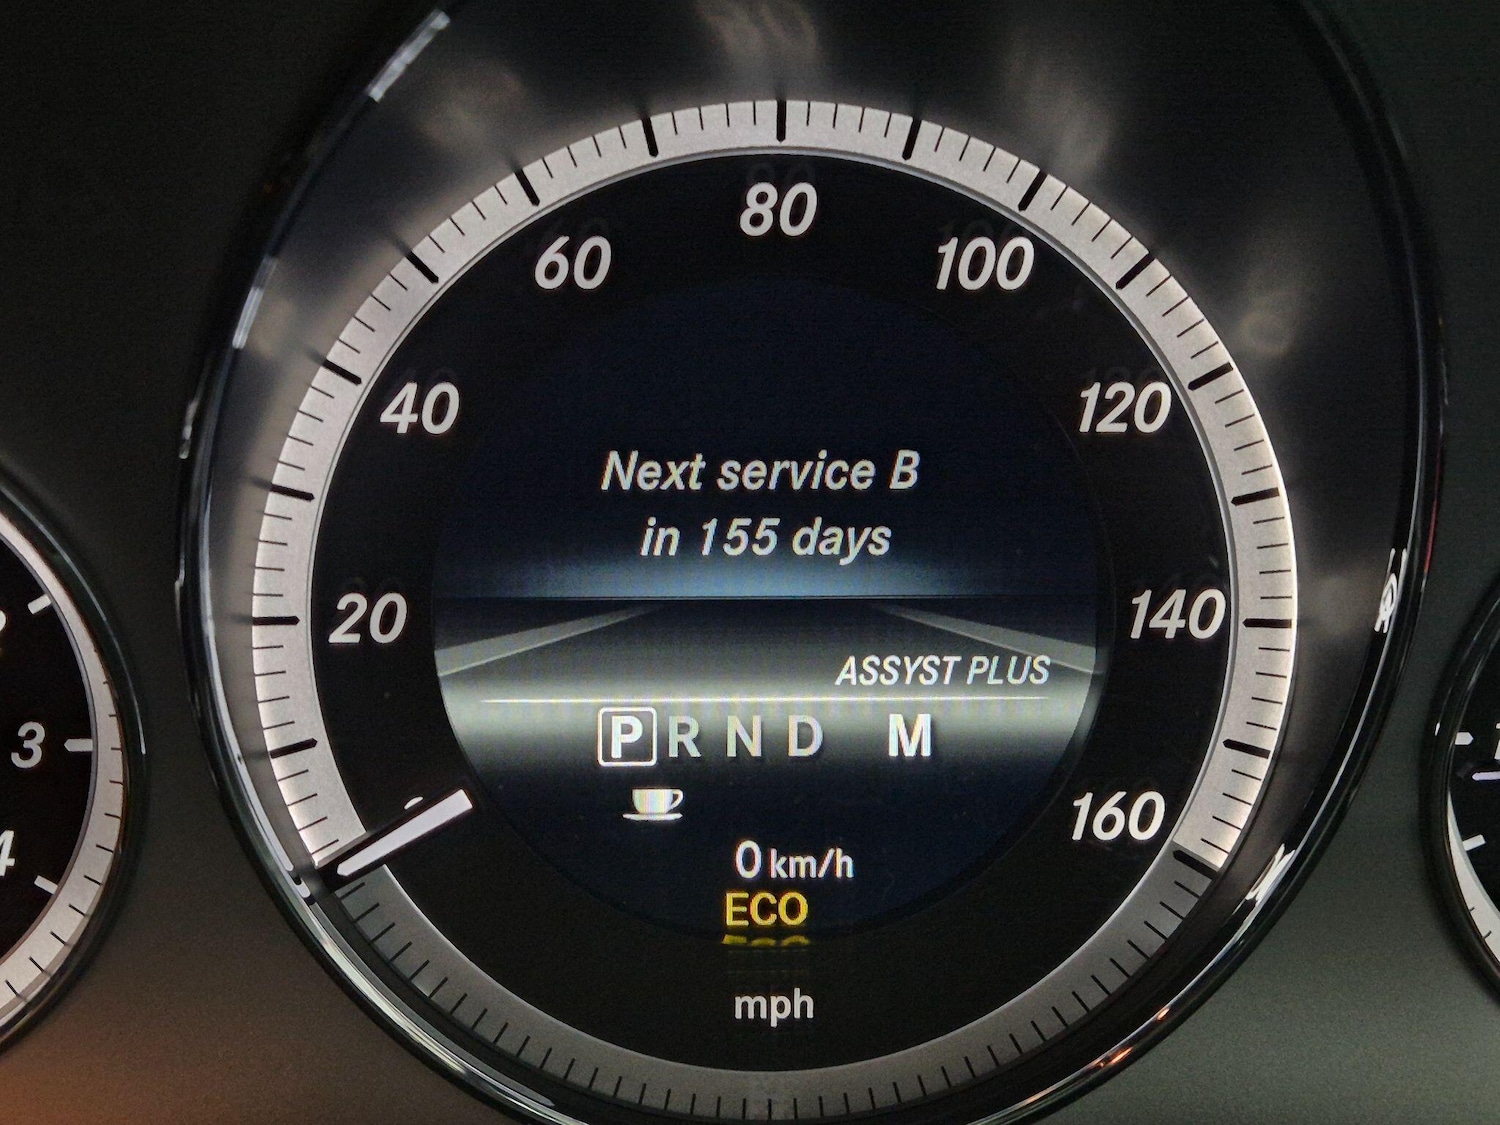 80
60
100
40
120
Next service B
in 155 days
20
140
ASSYST PLUS
P R N D M
3
160
4
0 km/h
ECO
mph